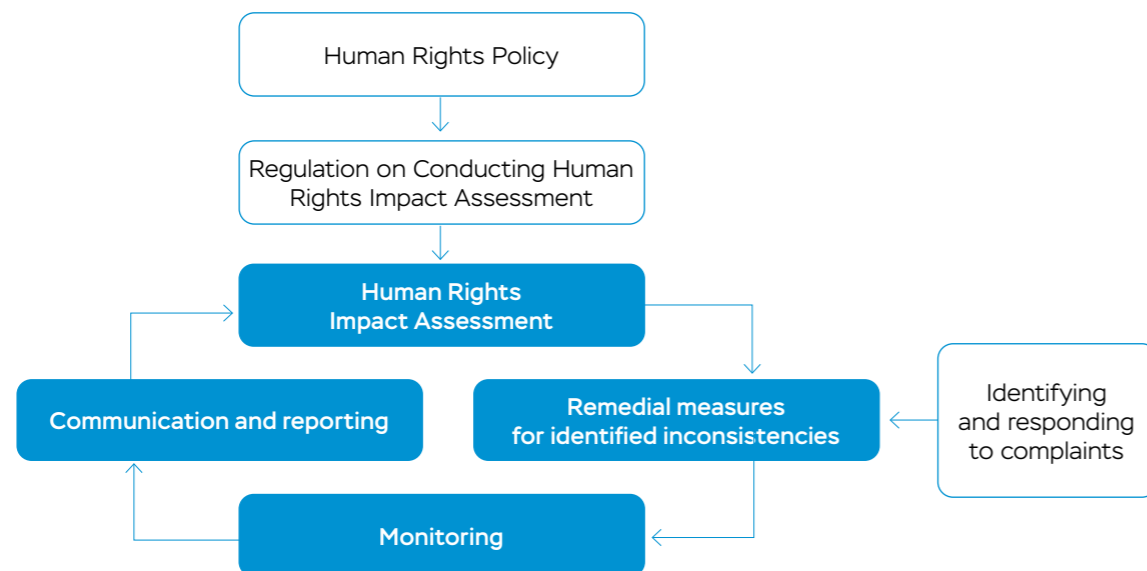 Human Rights Policy
Regulation on Conducting Human
Rights Impact Assessment
Human Rights
Impact Assessment
Communication and reporting
Remedial measures
for identified inconsistencies
Identifying
and responding
to complaints
Monitoring